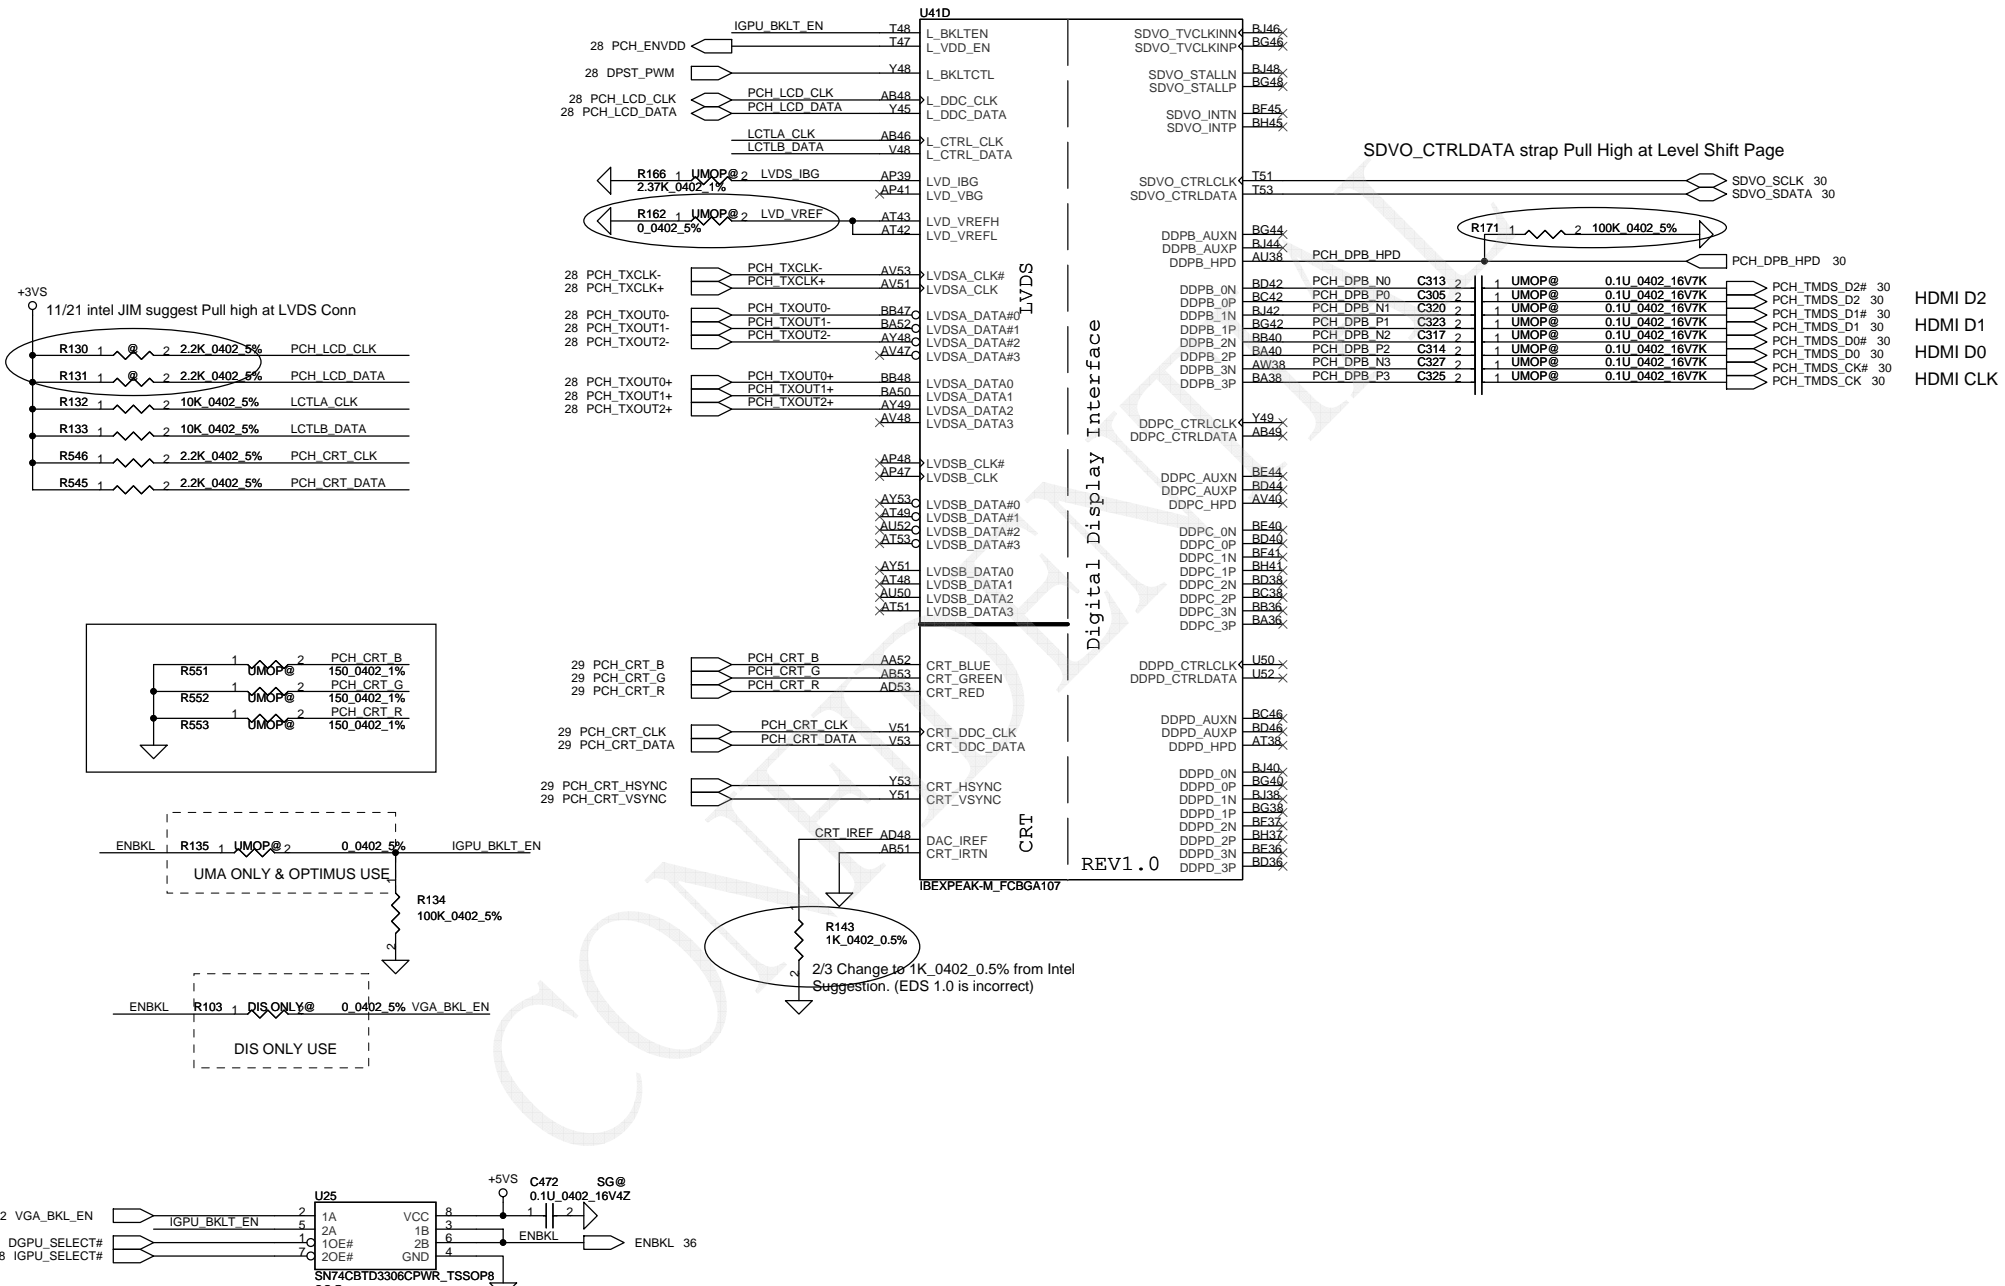 U41D
IGPU_BKLT_EN T48 L_BKLTEN
28 PCH_ENVDD T47 L_VDD_EN
28 DPST_PWM Y48 L_BKLTCTL
28 PCH_LCD_CLK PCH_LCD_CLK AB48 L_DDC_CLK
28 PCH_LCD_DATA PCH_LCD_DATA Y45 L_DDC_DATA
LCTLA_CLK AB46 L_CTRL_CLK
LCTLB_DATA V48 L_CTRL_DATA
R166 1 UMOP@ 2 LVDS_IBG AP39 LVD_IBG
2.37K_0402_1% AP41 LVD_VBG
R162 1 UMOP@ 2 LVD_VREF AT43 LVD_VREFH
0_0402_5% AT42 LVD_VREFL
28 PCH_TXCLK- PCH_TXCLK- AV53 LVDSA_CLK#
28 PCH_TXCLK+ PCH_TXCLK+ AV51 LVDSA_CLK
28 PCH_TXOUT0- PCH_TXOUT0- BB47 LVDSA_DATA#0
28 PCH_TXOUT1- PCH_TXOUT1- BA52 LVDSA_DATA#1
28 PCH_TXOUT2- PCH_TXOUT2- AY48 LVDSA_DATA#2
AV47 LVDSA_DATA#3
28 PCH_TXOUT0+ PCH_TXOUT0+ BB48 LVDSA_DATA0
28 PCH_TXOUT1+ PCH_TXOUT1+ BA50 LVDSA_DATA1
28 PCH_TXOUT2+ PCH_TXOUT2+ AY49 LVDSA_DATA2
AV48 LVDSA_DATA3
AP48 LVDSB_CLK#
AP47 LVDSB_CLK
AY53 LVDSB_DATA#0
AT49 LVDSB_DATA#1
AU52 LVDSB_DATA#2
AT53 LVDSB_DATA#3
AY51 LVDSB_DATA0
AT48 LVDSB_DATA1
AU50 LVDSB_DATA2
AT51 LVDSB_DATA3
29 PCH_CRT_B PCH_CRT_B AA52 CRT_BLUE
29 PCH_CRT_G PCH_CRT_G AB53 CRT_GREEN
29 PCH_CRT_R PCH_CRT_R AD53 CRT_RED
29 PCH_CRT_CLK PCH_CRT_CLK V51 CRT_DDC_CLK
29 PCH_CRT_DATA PCH_CRT_DATA V53 CRT_DDC_DATA
29 PCH_CRT_HSYNC Y53 CRT_HSYNC
29 PCH_CRT_VSYNC Y51 CRT_VSYNC
CRT_IREF AD48 DAC_IREF
AB51 CRT_IRTN
LVDS
CRT
Digital Display Interface
REV1.0
IBEXPEAK-M_FCBGA107
1
R143
1K_0402_0.5%
2
2/3 Change to 1K_0402_0.5% from Intel
Suggestion. (EDS 1.0 is incorrect)
SDVO_TVCLKINN BJ46
SDVO_TVCLKINP BG46
SDVO_STALLN BJ48
SDVO_STALLP BG48
SDVO_INTN BF45
SDVO_INTP BH45
SDVO_CTRLDATA strap Pull High at Level Shift Page
SDVO_CTRLCLK T51 SDVO_SCLK 30
SDVO_CTRLDATA T53 SDVO_SDATA 30
R171 1 2 100K_0402_5%
DDPB_AUXN BG44
DDPB_AUXP BJ44
DDPB_HPD AU38 PCH_DPB_HPD PCH_DPB_HPD 30
DDPB_0N BD42 PCH_DPB_N0 C313 2 1 UMOP@ 0.1U_0402_16V7K PCH_TMDS_D2# 30
DDPB_0P BC42 PCH_DPB_P0 C305 2 1 UMOP@ 0.1U_0402_16V7K PCH_TMDS_D2 30 HDMI D2
DDPB_1N BJ42 PCH_DPB_N1 C320 2 1 UMOP@ 0.1U_0402_16V7K PCH_TMDS_D1# 30
DDPB_1P BG42 PCH_DPB_P1 C323 2 1 UMOP@ 0.1U_0402_16V7K PCH_TMDS_D1 30 HDMI D1
DDPB_2N BB40 PCH_DPB_N2 C317 2 1 UMOP@ 0.1U_0402_16V7K PCH_TMDS_D0# 30
DDPB_2P BA40 PCH_DPB_P2 C314 2 1 UMOP@ 0.1U_0402_16V7K PCH_TMDS_D0 30 HDMI D0
DDPB_3N AW38 PCH_DPB_N3 C327 2 1 UMOP@ 0.1U_0402_16V7K PCH_TMDS_CK# 30
DDPB_3P BA38 PCH_DPB_P3 C325 2 1 UMOP@ 0.1U_0402_16V7K PCH_TMDS_CK 30 HDMI CLK
DDPC_CTRLCLK Y49
DDPC_CTRLDATA AB49
DDPC_AUXN BE44
DDPC_AUXP BD44
DDPC_HPD AV40
DDPC_0N BE40
DDPC_0P BD40
DDPC_1N BF41
DDPC_1P BH41
DDPC_2N BD38
DDPC_2P BC38
DDPC_3N BB36
DDPC_3P BA36
DDPD_CTRLCLK U50
DDPD_CTRLDATA U52
DDPD_AUXN BC46
DDPD_AUXP BD46
DDPD_HPD AT38
DDPD_0N BJ40
DDPD_0P BG40
DDPD_1N BJ38
DDPD_1P BG38
DDPD_2N BF37
DDPD_2P BH37
DDPD_3N BE36
DDPD_3P BD36
+3VS
11/21 intel JIM suggest Pull high at LVDS Conn
R130 1 @ 2 2.2K_0402_5% PCH_LCD_CLK
R131 1 @ 2 2.2K_0402_5% PCH_LCD_DATA
R132 1 2 10K_0402_5% LCTLA_CLK
R133 1 2 10K_0402_5% LCTLB_DATA
R546 1 2 2.2K_0402_5% PCH_CRT_CLK
R545 1 2 2.2K_0402_5% PCH_CRT_DATA
1 2 PCH_CRT_B
R551 UMOP@ 150_0402_1%
1 2 PCH_CRT_G
R552 UMOP@ 150_0402_1%
1 2 PCH_CRT_R
R553 UMOP@ 150_0402_1%
ENBKL R135 1 UMOP@ 2 0_0402_5% IGPU_BKLT_EN
UMA ONLY & OPTIMUS USE
1
R134
100K_0402_5%
2
ENBKL R103 1 DIS ONLY@ 2 0_0402_5% VGA_BKL_EN
DIS ONLY USE
CONFIDENTIAL
+5VS C472 SG@
0.1U_0402_16V4Z
1 2
U25
2 VGA_BKL_EN 2 1A VCC 8
IGPU_BKLT_EN 5 2A 1B 3
DGPU_SELECT# 1 1OE# 2B 6 ENBKL ENBKL 36
8 IGPU_SELECT# 7 2OE# GND 4
SN74CBTD3306CPWR_TSSOP8